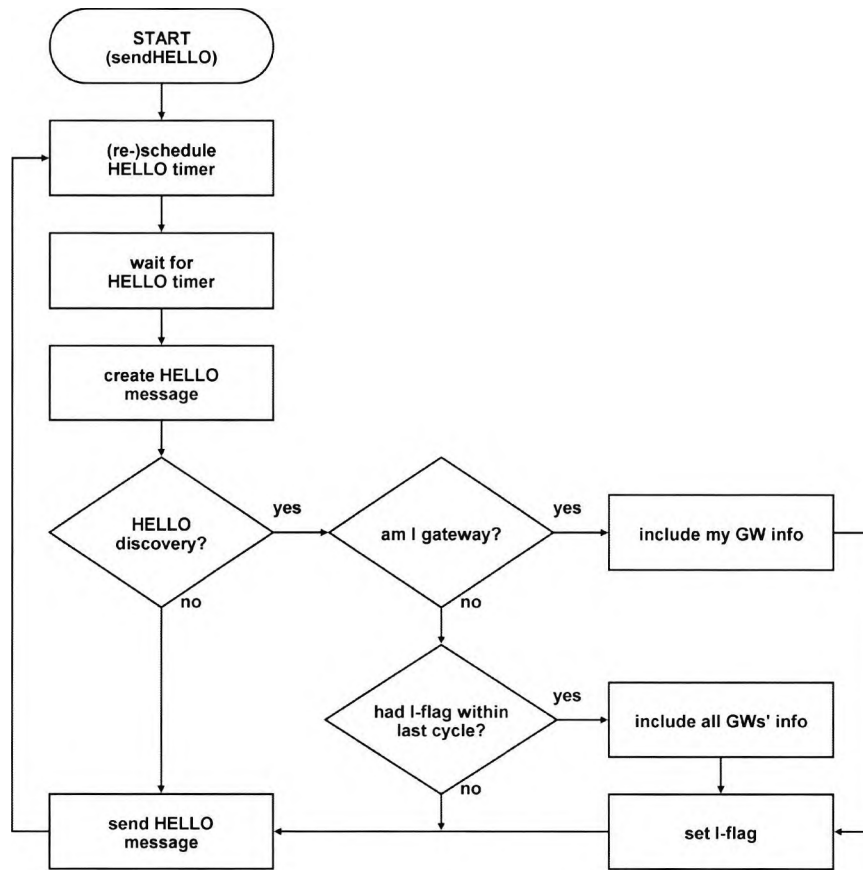 START
(sendHELLO)
(re-)schedule
HELLO timer
wait for
HELLO timer
create HELLO
message
HELLO
discovery?
yes
am I gateway?
yes
include my GW info
no
no
had I-flag within
last cycle?
yes
include all GWs' info
no
send HELLO
message
set I-flag